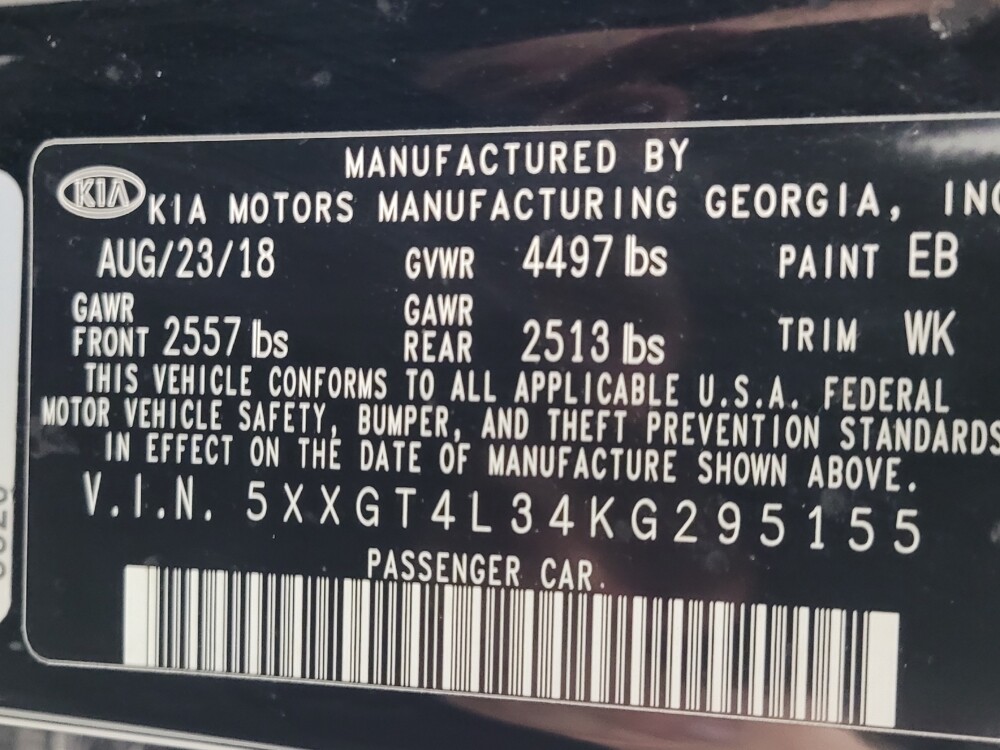 MANUFACTURED BY
KIA KIA MOTORS MANUFACTURING GEORGIA, INC
AUG/23/18 GVWR 4497 lbs PAINT EB
GAWR FRONT 2557 lbs GAWR REAR 2513 lbs TRIM WK
THIS VEHICLE CONFORMS TO ALL APPLICABLE U.S.A. FEDERAL
MOTOR VEHICLE SAFETY, BUMPER, AND THEFT PREVENTION STANDARDS
IN EFFECT ON THE DATE OF MANUFACTURE SHOWN ABOVE.
V.I.N. 5XXGT4L34KG295155
PASSENGER CAR.